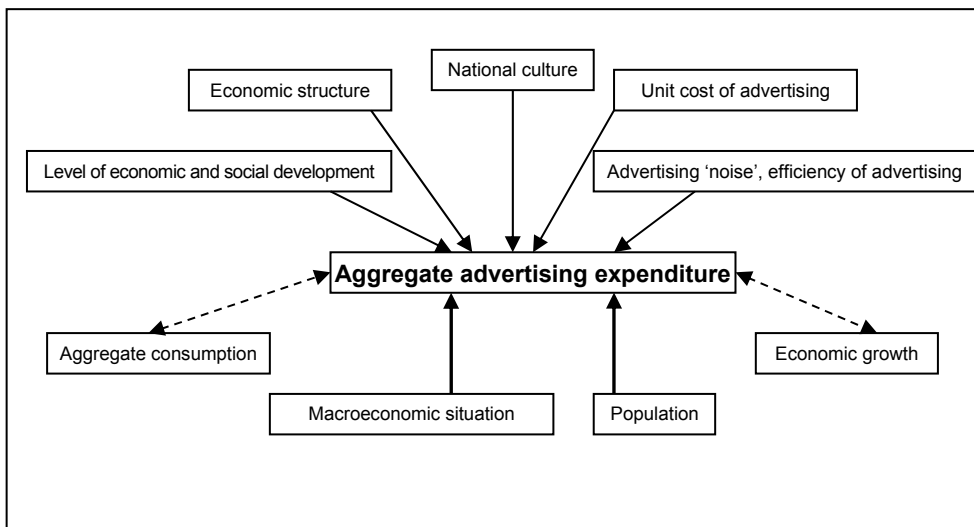 National culture
Economic structure
Unit cost of advertising
Level of economic and social development
Advertising ‘noise’, efficiency of advertising
Aggregate advertising expenditure
Aggregate consumption
Economic growth
Macroeconomic situation
Population